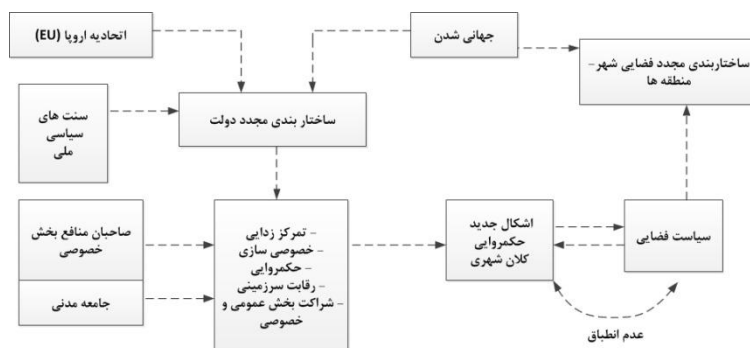 اتحادیه اروپا (EU)
جهانی شدن
ساختاربندی مجدد فضایی شهر –
منطقه ها
سنت های
سیاسی
ملی
ساختار بندی مجدد دولت
صاحبان منافع بخش
خصوصی
جامعه مدنی
– تمرکز زدایی
– خصوصی سازی
– حکمروایی
– رقابت سرزمینی
– شراکت بخش عمومی و
خصوصی
اشکال جدید
حکمروایی
کلان شهری
سیاست فضایی
عدم انطباق